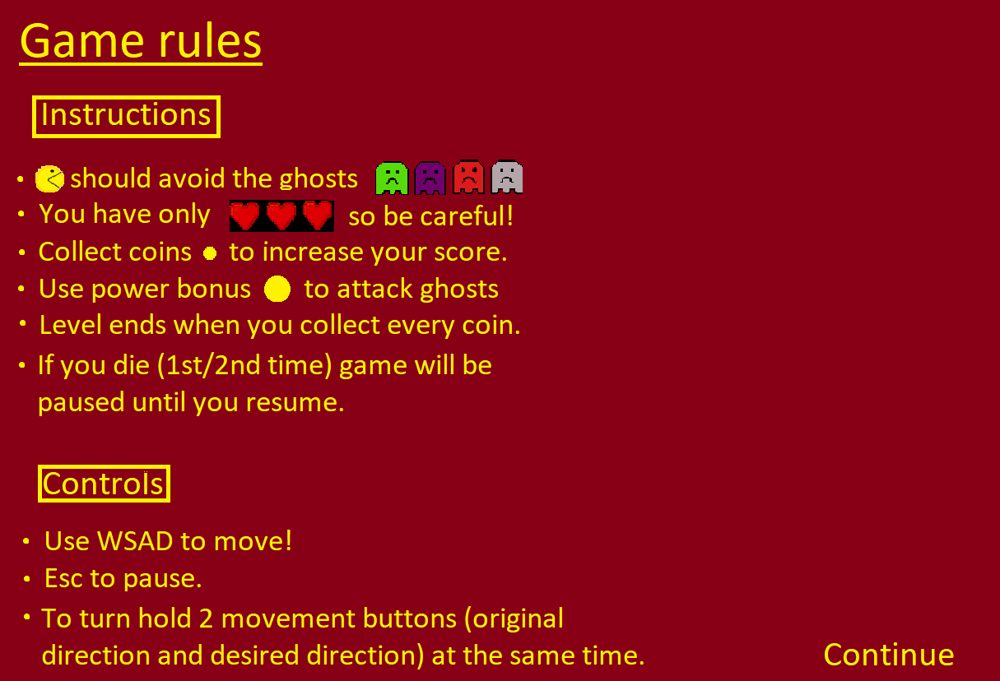 Game rules
Instructions
• should avoid the ghosts
• You have only so be careful!
• Collect coins to increase your score.
• Use power bonus to attack ghosts
• Level ends when you collect every coin.
• If you die (1st/2nd time) game will be
paused until you resume.
Controls
• Use WSAD to move!
• Esc to pause.
• To turn hold 2 movement buttons (original
direction and desired direction) at the same time.
Continue